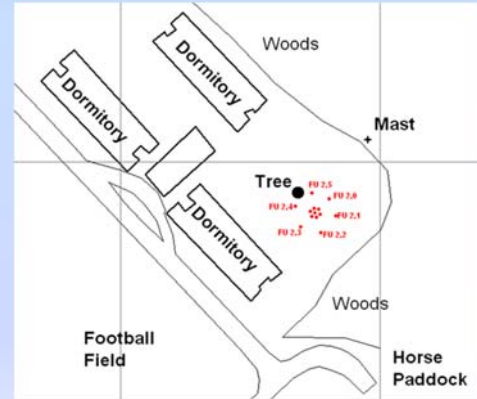 Woods
Dormitory
Dormitory
Mast
Tree
FU 2,5
FU 2,0
FU 2,4
FU 2,1
FU 2,3
FU 2,2
Dormitory
Woods
Football
Field
Horse
Paddock